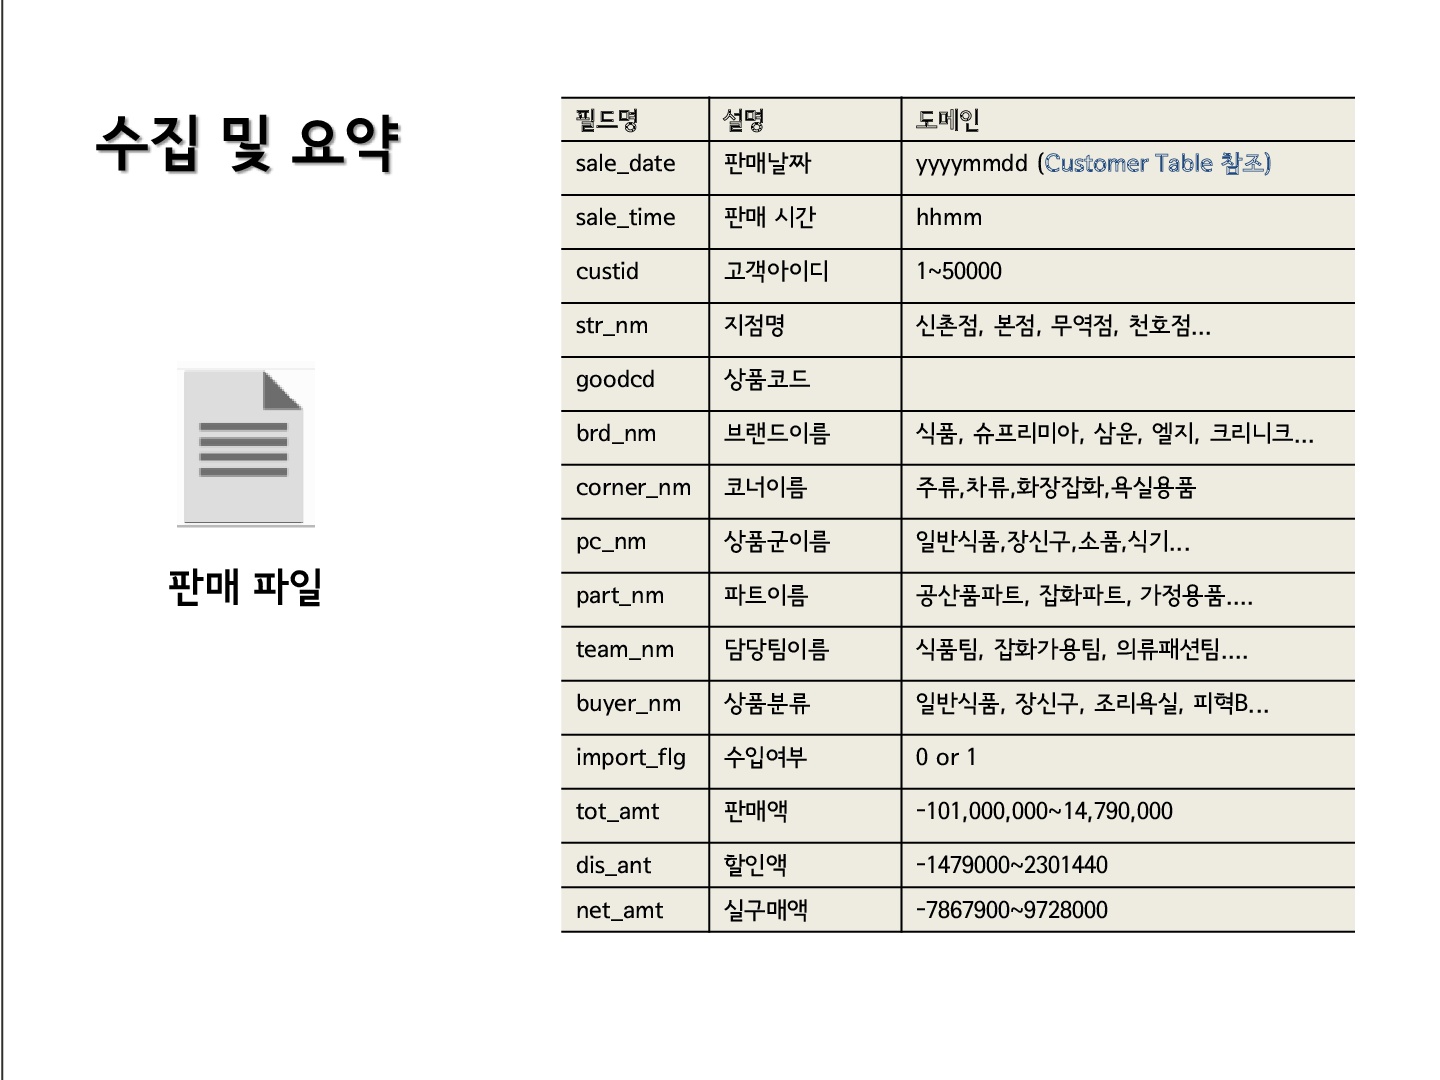 수집 및 요약
판매 파일
필드명 설명 도메인
sale_date 판매날짜 yyyymmdd (Customer Table 참조)
sale_time 판매 시간 hhmm
custid 고객아이디 1~50000
str_nm 지점명 신촌점, 본점, 무역점, 천호점...
goodcd 상품코드
brd_nm 브랜드이름 식품, 슈프리미아, 삼운, 엘지, 크리니크...
corner_nm 코너이름 주류,차류,화장잡화,욕실용품
pc_nm 상품군이름 일반식품,장신구,소품,식기...
part_nm 파트이름 공산품파트, 잡화파트, 가정용품....
team_nm 담당팀이름 식품팀, 잡화가용팀, 의류패션팀....
buyer_nm 상품분류 일반식품, 장신구, 조리욕실, 피혁B...
import_flg 수입여부 0 or 1
tot_amt 판매액 -101,000,000~14,790,000
dis_ant 할인액 -1479000~2301440
net_amt 실구매액 -7867900~9728000